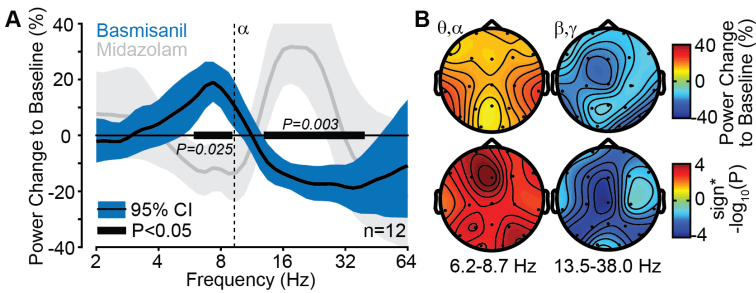 A
Basmisanil
Midazolam
α
Power Change to Baseline (%)
40
20
0
-20
-40
P=0.003
P=0.025
95% CI
P<0.05
n=12
2
4
8
16
32
64
Frequency (Hz)
B
θ,α
β,γ
40
0
-40
Power Change
to Baseline (%)
4
0
-4
sign*
-log10(P)
6.2-8.7 Hz
13.5-38.0 Hz